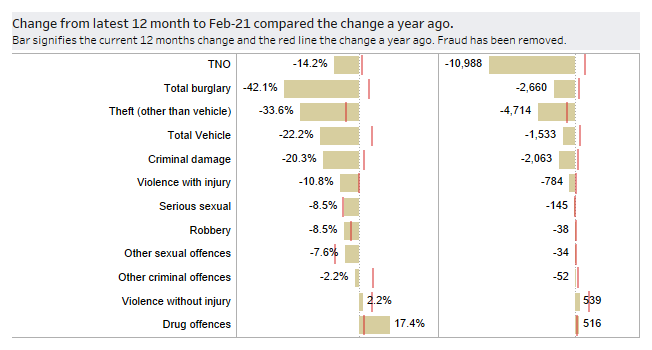 Change from latest 12 month to Feb-21 compared the change a year ago.
Bar signifies the current 12 months change and the red line the change a year ago. Fraud has been removed.
TNO -14.2% -10,988
Total burglary -42.1% -2,660
Theft (other than vehicle) -33.6% -4,714
Total Vehicle -22.2% -1,533
Criminal damage -20.3% -2,063
Violence with injury -10.8% -784
Serious sexual -8.5% -145
Robbery -8.5% -38
Other sexual offences -7.6% -34
Other criminal offences -2.2% -52
Violence without injury 2.2% 539
Drug offences 17.4% 516